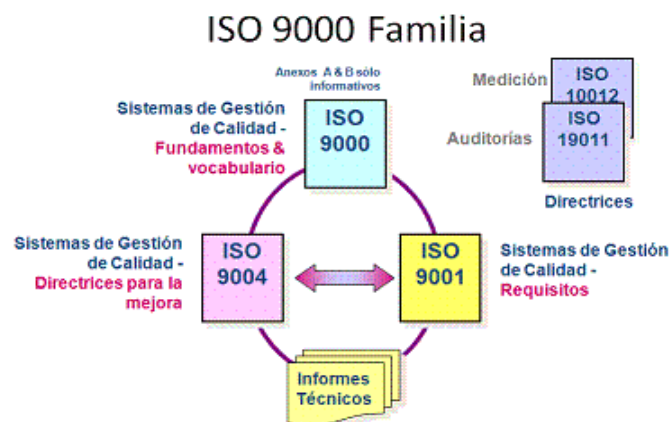 ISO 9000 Familia
Anexos A & B sólo
informativos
Sistemas de Gestión
de Calidad -
Fundamentos &
vocabulario
ISO
9000
Medición
ISO
10012
Auditorías
ISO
19011
Directrices
Sistemas de Gestión
de Calidad -
Directrices para la
mejora
ISO
9004
ISO
9001
Sistemas de Gestión
de Calidad -
Requisitos
Informes
Técnicos